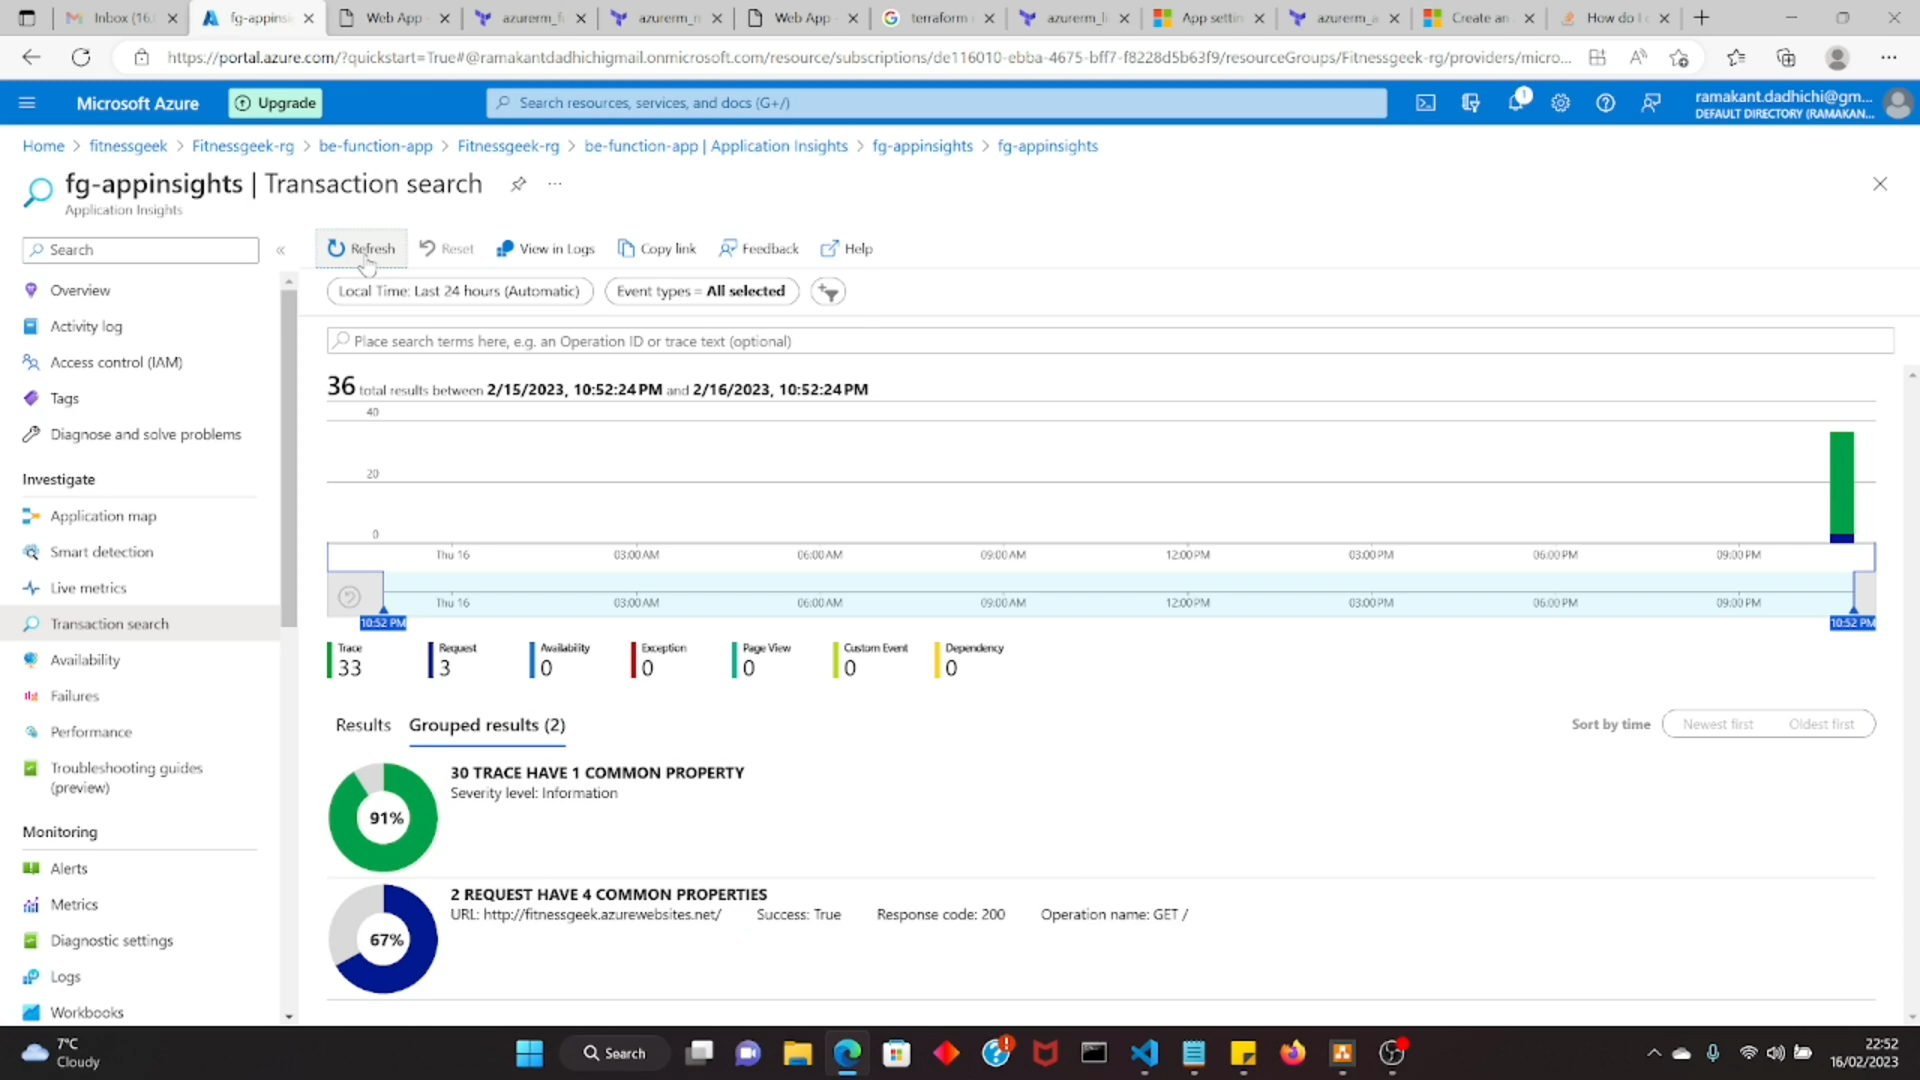 Inbox (16,
fg-appinsi
Web App -
azurerm_f
azurerm_r
Web App -
terraform
azurerm_li
App settin
azurerm_a
Create an
How do I
https://portal.azure.com/?quickstart=True#@ramakantdadhichigmail.onmicrosoft.com/resource/subscriptions/de116010-ebba-4675-bff7-f8228d5b63f9/resourceGroups/Fitnessgeek-rg/providers/micro...
Microsoft Azure
Upgrade
Search resources, services, and docs (G+/)
1
ramakant.dadhichi@gm...
DEFAULT DIRECTORY (RAMAKAN...
Home > fitnessgeek > Fitnessgeek-rg > be-function-app > Fitnessgeek-rg > be-function-app | Application Insights > fg-appinsights > fg-appinsights
fg-appinsights | Transaction search
Application Insights
Search
Refresh
Reset
View in Logs
Copy link
Feedback
Help
Overview
Activity log
Access control (IAM)
Tags
Diagnose and solve problems
Investigate
Application map
Smart detection
Live metrics
Transaction search
Availability
Failures
Performance
Troubleshooting guides
(preview)
Monitoring
Alerts
Metrics
Diagnostic settings
Logs
Workbooks
Local Time: Last 24 hours (Automatic)
Event types = All selected
Place search terms here, e.g. an Operation ID or trace text (optional)
36 total results between 2/15/2023, 10:52:24 PM and 2/16/2023, 10:52:24 PM
40
20
0
Thu 16 03:00 AM 06:00 AM 09:00 AM 12:00 PM 03:00 PM 06:00 PM 09:00 PM
Thu 16 03:00 AM 06:00 AM 09:00 AM 12:00 PM 03:00 PM 06:00 PM 09:00 PM
10:52 PM
10:52 PM
Trace
33
Request
3
Availability
0
Exception
0
Page View
0
Custom Event
0
Dependency
0
Results
Grouped results (2)
Sort by time
Newest first
Oldest first
91%
30 TRACE HAVE 1 COMMON PROPERTY
Severity level: Information
67%
2 REQUEST HAVE 4 COMMON PROPERTIES
URL: http://fitnessgeek.azurewebsites.net/ Success: True Response code: 200 Operation name: GET /
7°C
Cloudy
Search
22:52
16/02/2023